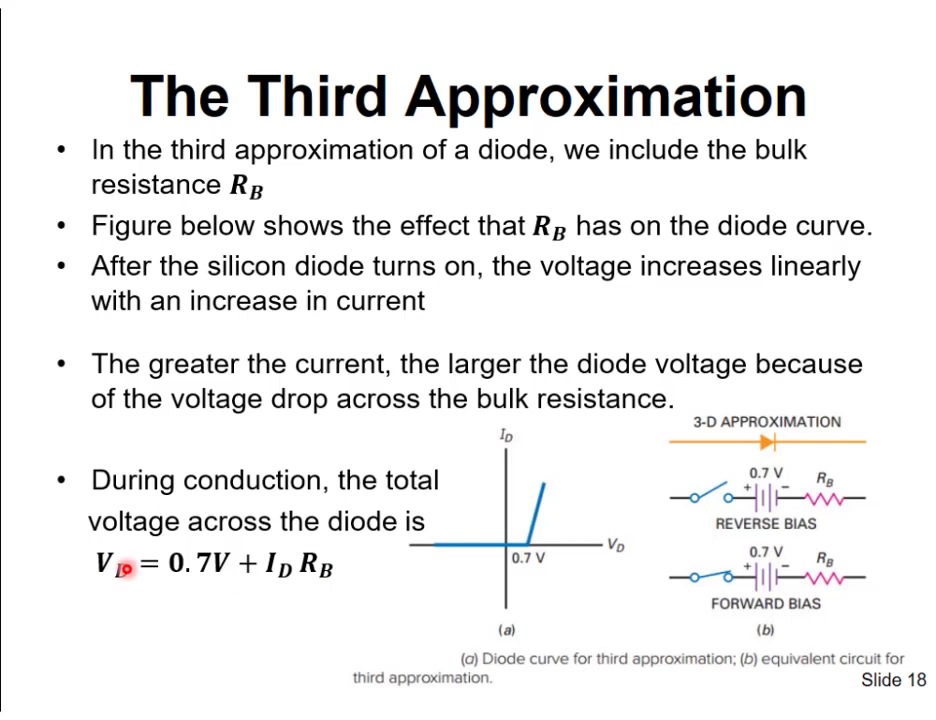 The Third Approximation
• In the third approximation of a diode, we include the bulk
resistance R_B
• Figure below shows the effect that R_B has on the diode curve.
• After the silicon diode turns on, the voltage increases linearly
with an increase in current
• The greater the current, the larger the diode voltage because
of the voltage drop across the bulk resistance.
• During conduction, the total
voltage across the diode is
V_D = 0.7V + I_D R_B
I_D
V_D
0.7 V
(a)
3-D APPROXIMATION
0.7 V
R_B
+ −
REVERSE BIAS
0.7 V
R_B
+ −
FORWARD BIAS
(b)
(a) Diode curve for third approximation; (b) equivalent circuit for
third approximation.
Slide 18